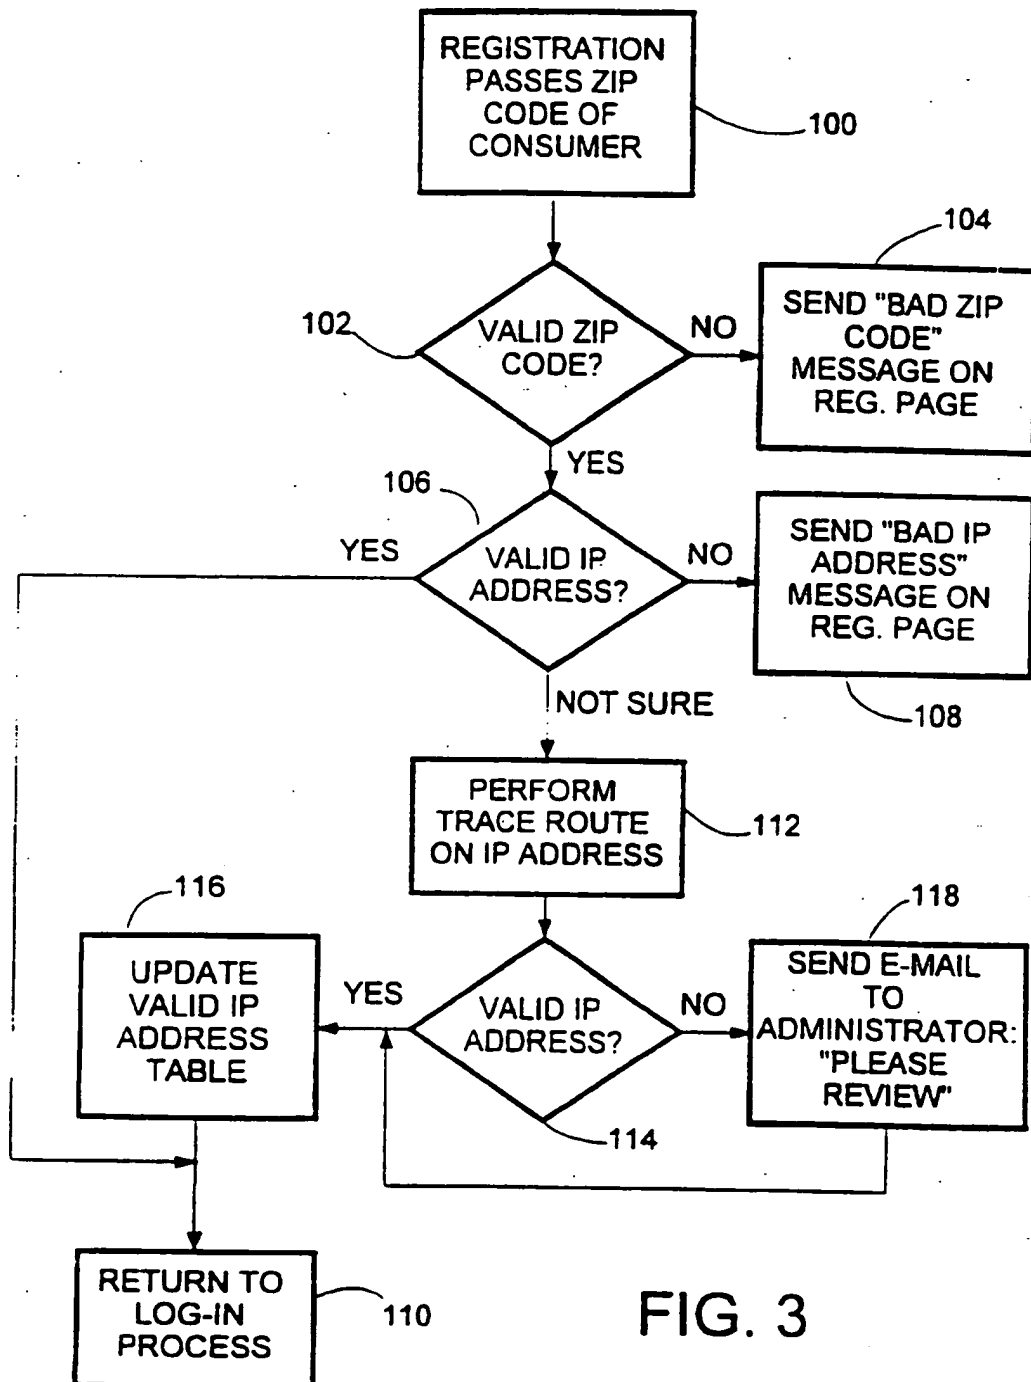 REGISTRATION
PASSES ZIP
CODE OF
CONSUMER
100
104
102
VALID ZIP
CODE?
NO
SEND "BAD ZIP
CODE"
MESSAGE ON
REG. PAGE
YES
106
YES
VALID IP
ADDRESS?
NO
SEND "BAD IP
ADDRESS"
MESSAGE ON
REG. PAGE
108
NOT SURE
PERFORM
TRACE ROUTE
ON IP ADDRESS
112
116
118
UPDATE
VALID IP
ADDRESS
TABLE
YES
VALID IP
ADDRESS?
NO
SEND E-MAIL
TO
ADMINISTRATOR:
"PLEASE
REVIEW"
114
RETURN TO
LOG-IN
PROCESS
110
FIG. 3